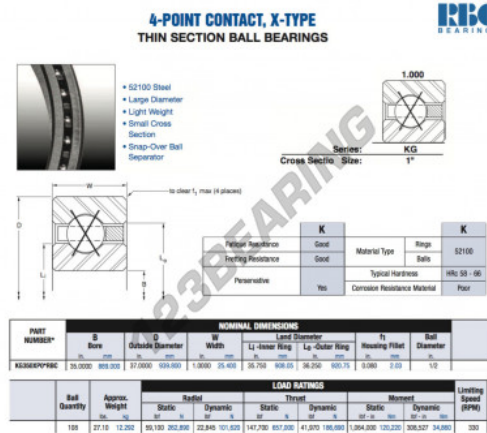 4-POINT CONTACT, X-TYPE
THIN SECTION BALL BEARINGS
RBC
BEARINGS
• 52100 Steel
• Large Diameter
• Light Weight
• Small Cross
Section
• Snap-Over Ball
Separator
1.000
Series: KG
Cross Sectio Size: 1"
123BEARING
W
to clear f₁ max (4 places)
D
B
K K
Fatigue Resistance Good Material Type Rings 52100
Fretting Resistance Good Balls
Perservative Yes Typical Hardness HRc 58 - 66
Corrosion Resistance Material Poor
PART NUMBER* NOMINAL DIMENSIONS
B Bore D Outside Diameter W Width Land Diameter f₁ Housing Fillet Ball Diameter
Li -Inner Ring Lo -Outer Ring
in. mm in. mm in. mm in. mm in. mm in. mm in.
KG350XP0*RBC 35.0000 889.000 37.0000 939.800 1.0000 25.400 35.750 908.05 36.250 920.75 0.080 2.03 1/2
LOAD RATINGS
Ball Quantity Approx. Weight Radial Thrust Moment Limiting Speed (RPM)
Static Dynamic Static Dynamic Static Dynamic
lbs. kg lbf N lbf N lbf N lbf N lbf - in Nm lbf - in Nm
27.10 12.292 59,100 262,890 22,845 101,620 147,700 657,000 41,970 186,690 1,064,000 120,220 308,527 34,860 330